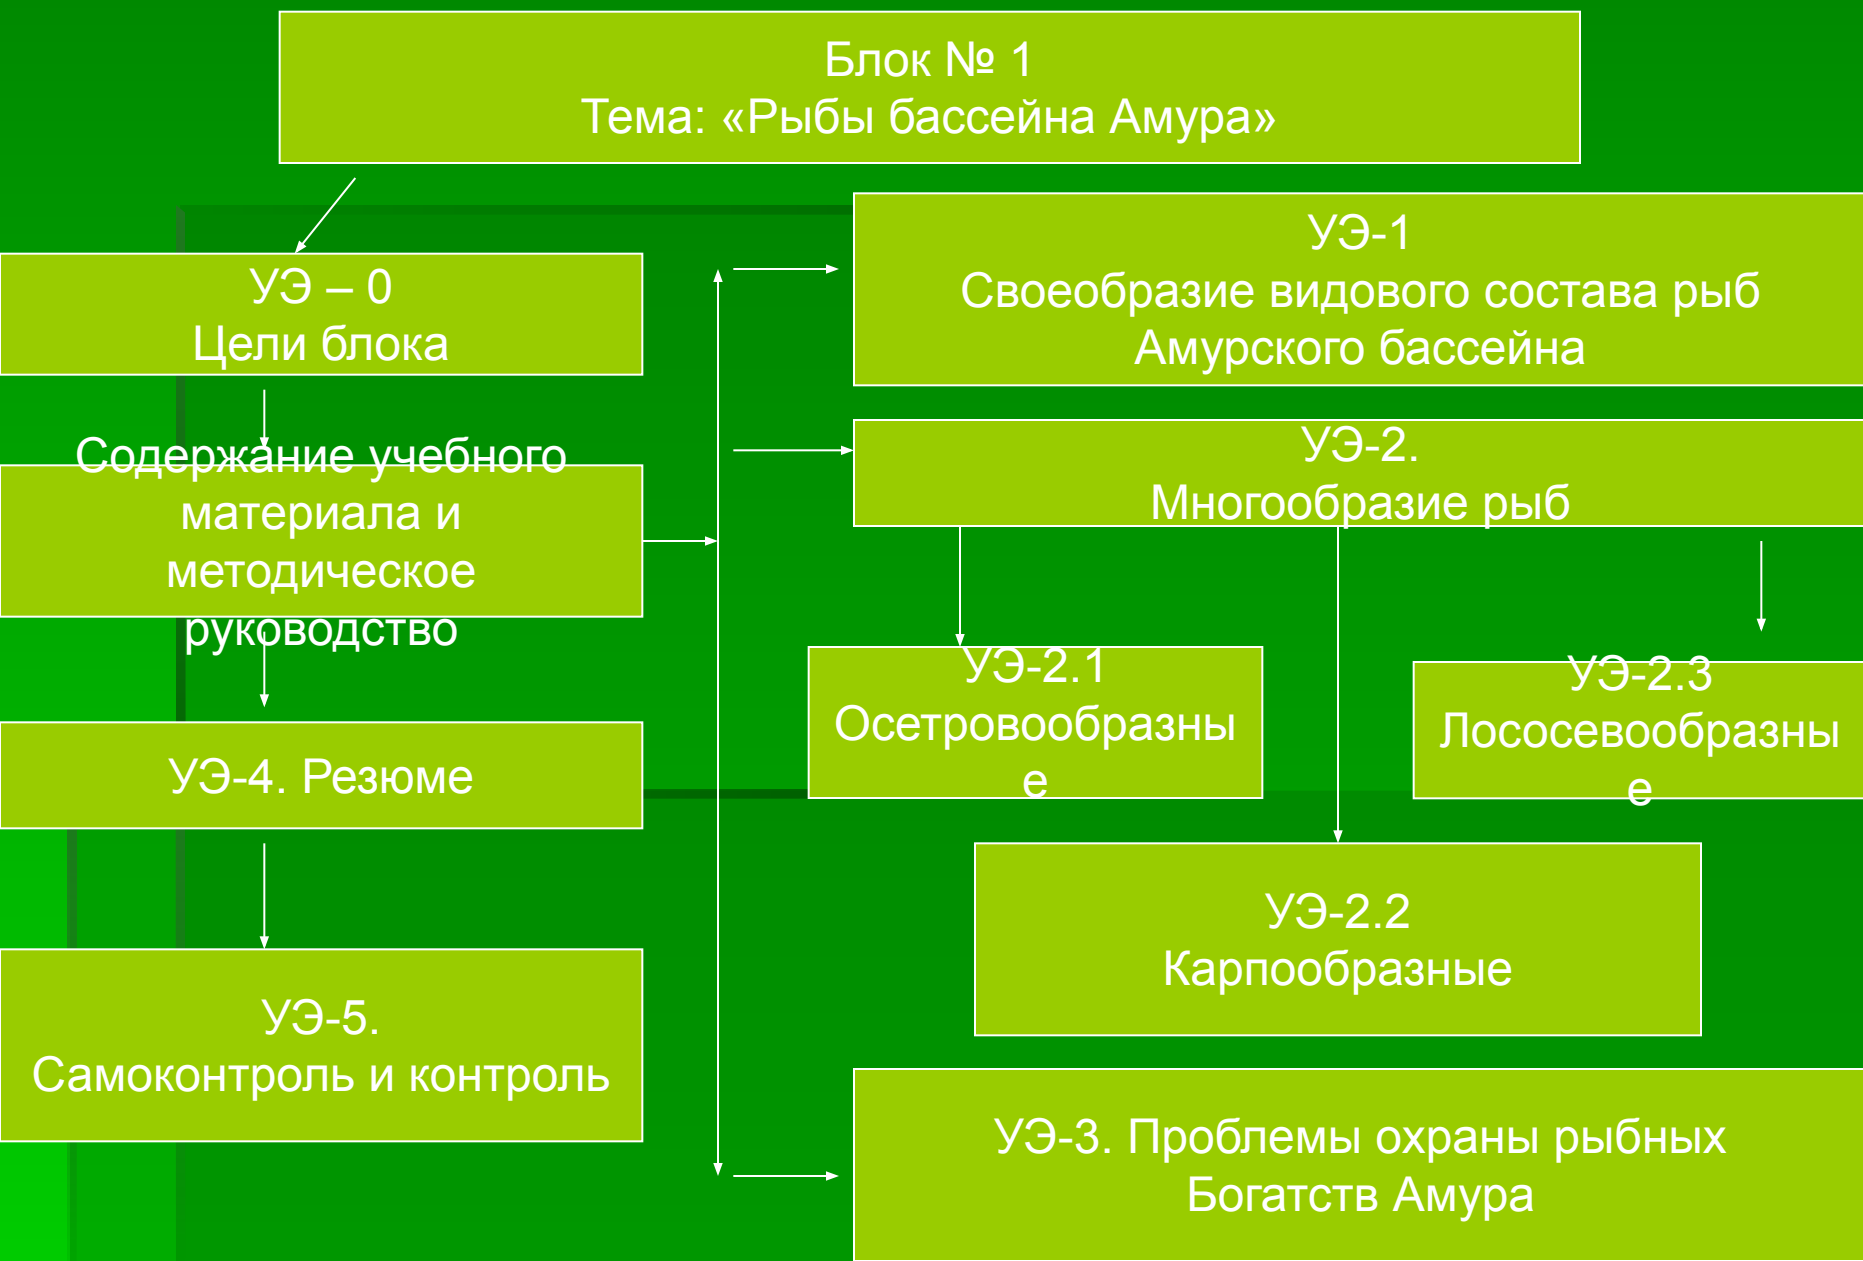 Блок № 1
Тема: «Рыбы бассейна Амура»
УЭ – 0
Цели блока
Содержание учебного
материала и
методическое
руководство
УЭ-4. Резюме
УЭ-5.
Самоконтроль и контроль
УЭ-1
Своеобразие видового состава рыб
Амурского бассейна
УЭ-2.
Многообразие рыб
УЭ-2.1
Осетровообразны
е
УЭ-2.3
Лососевообразны
е
УЭ-2.2
Карпообразные
УЭ-3. Проблемы охраны рыбных
Богатств Амура